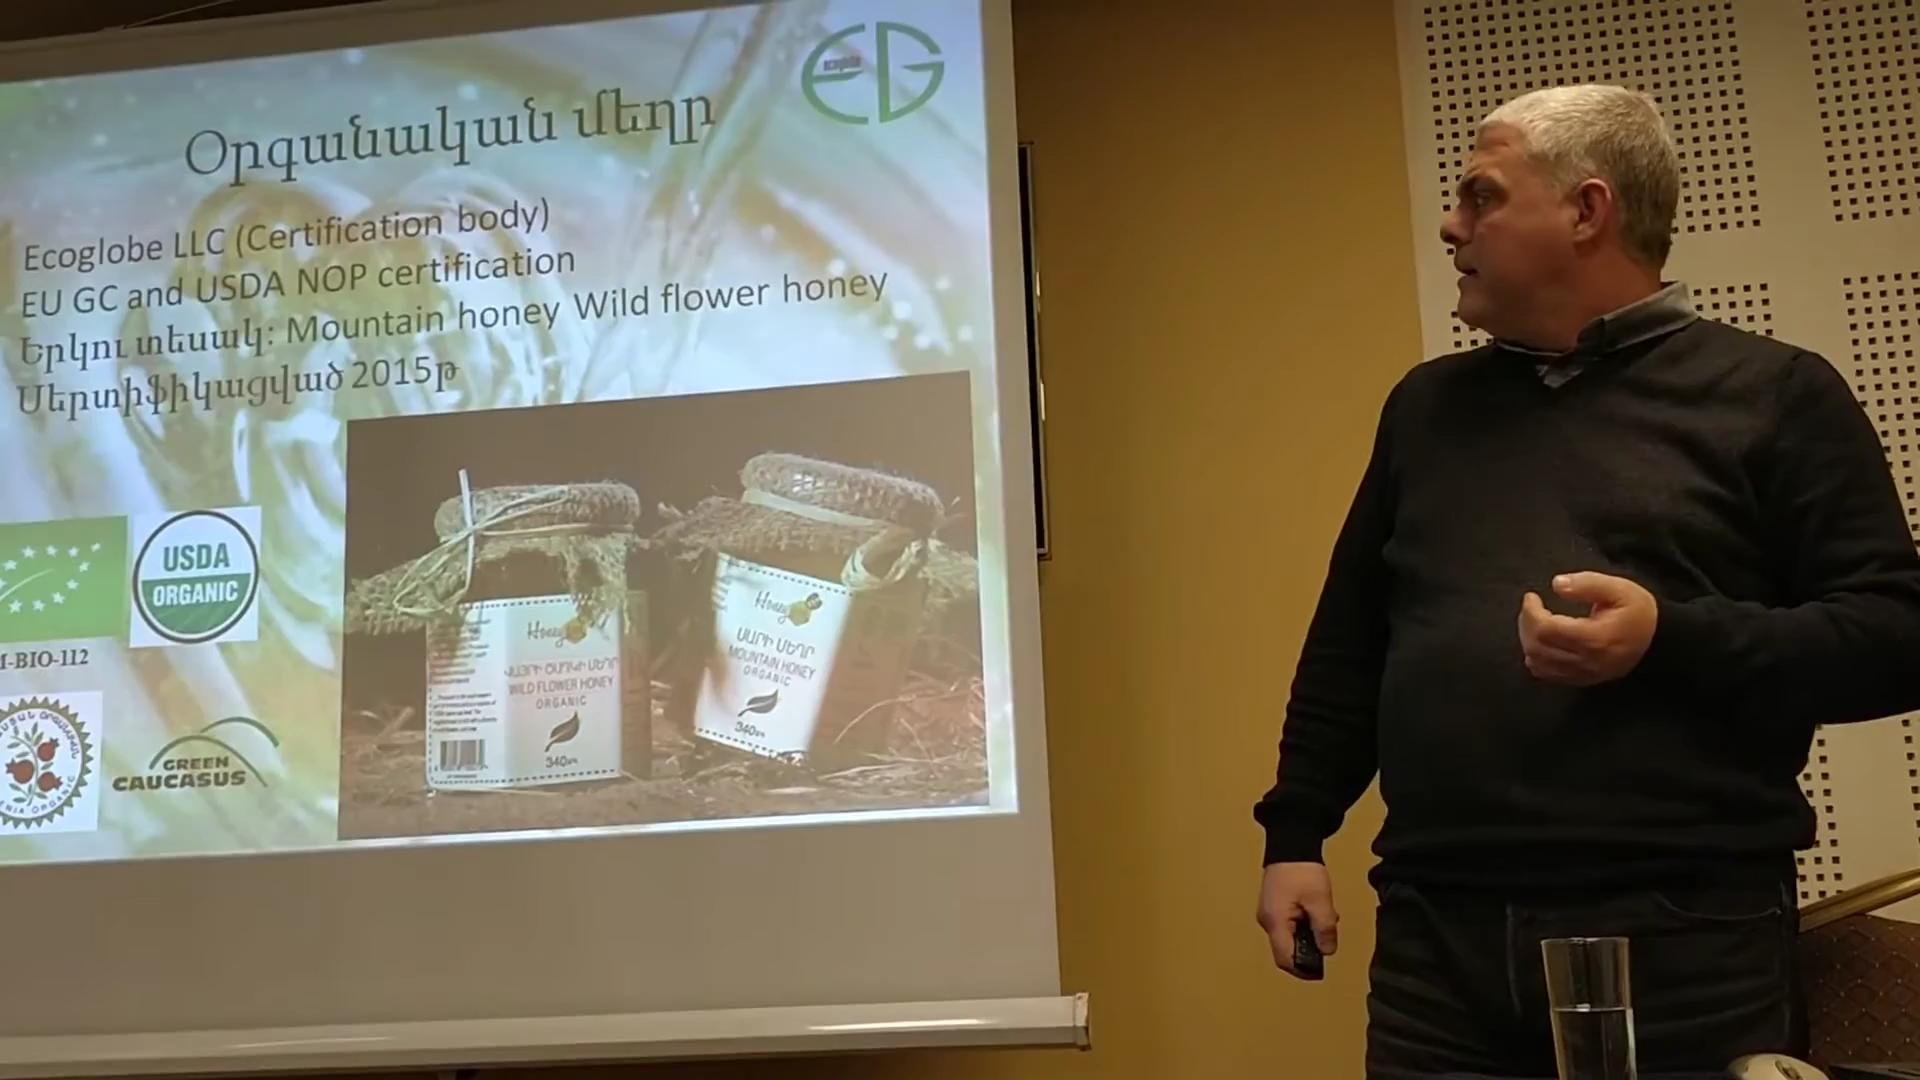 ecoglobe
EG
Օրգանական մեղր
Ecoglobe LLC (Certification body)
EU GC and USDA NOP certification
Երկու տեսակ: Mountain honey Wild flower honey
Սերտիֆիկացված 2015թ
USDA
ORGANIC
-BIO-112
GREEN
CAUCASUS
Honey
ՎԱՅՐԻ ԾԱՂԿԻ ՄԵՂՐ
WILD FLOWER HONEY
ORGANIC
340
Honey
ՍԱՐԻ ՄԵՂՐ
MOUNTAIN HONEY
ORGANIC
340